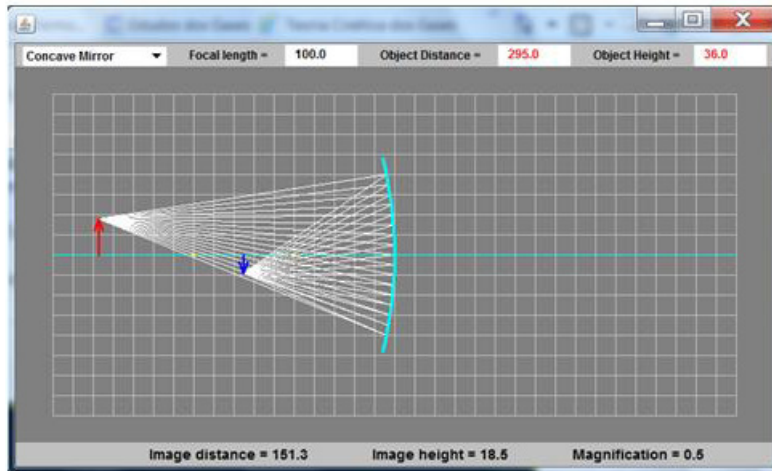 Concave Mirror Focal length = 100.0 Object Distance = 295.0 Object Height = 36.0
Image distance = 151.3 Image height = 18.5 Magnification = 0.5